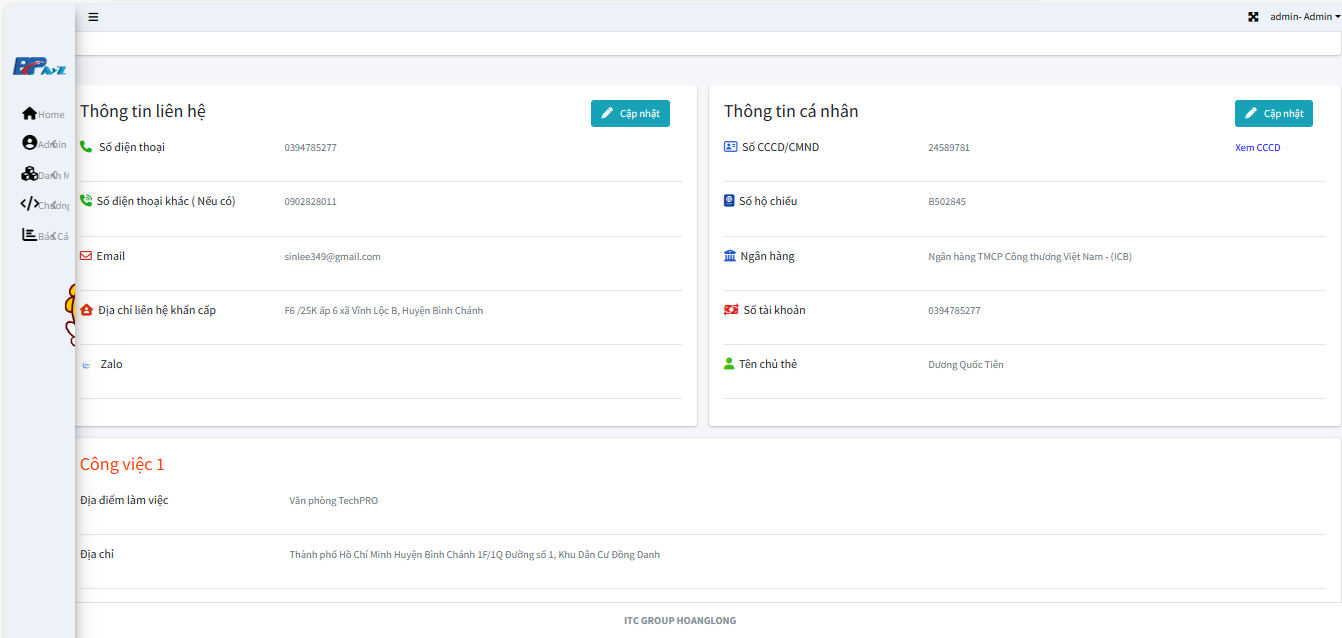 admin- Admin
BPAZ
Home
Admin
Danh M
Chương
Báo Cá
Thông tin liên hệ
Cập nhật
Số điện thoại 0394785277
Số điện thoại khác ( Nếu có) 0902828011
Email sinlee349@gmail.com
Địa chỉ liên hệ khẩn cấp F6 /25K ấp 6 xã Vĩnh Lộc B, Huyện Bình Chánh
Zalo
Thông tin cá nhân
Cập nhật
Số CCCD/CMND 24589781 Xem CCCD
Số hộ chiếu B502845
Ngân hàng Ngân hàng TMCP Công thương Việt Nam - (ICB)
Số tài khoản 0394785277
Tên chủ thẻ Dương Quốc Tiễn
Công việc 1
Địa điểm làm việc Văn phòng TechPRO
Địa chỉ Thành phố Hồ Chí Minh Huyện Bình Chánh 1F/1Q Đường số 1, Khu Dân Cư Đồng Danh
ITC GROUP HOANGLONG